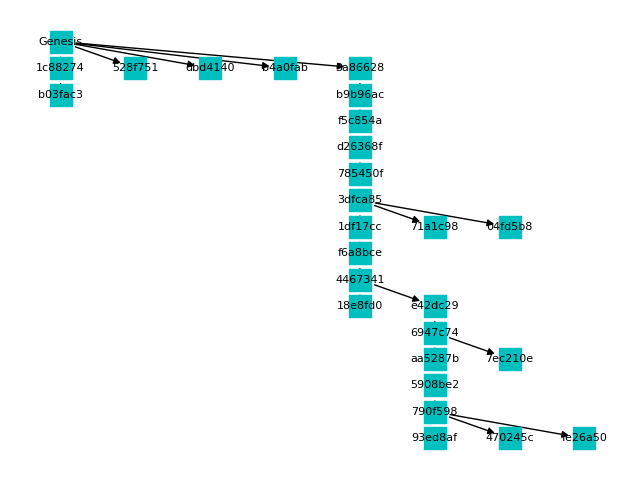 Genesis
1c88274 528f751 dbd4140 b4a0fab
b03fac3 b9b96ac
f5c854a
d26368f
785450f
3dfca85
1df17cc 71a1c98 04fd5b8
f6a8bce
4467341
18e8fd0 e42dc29
6947c74
aa5287b 7ec210e
5908be2
790f598
93ed8af 470245c fe26a50